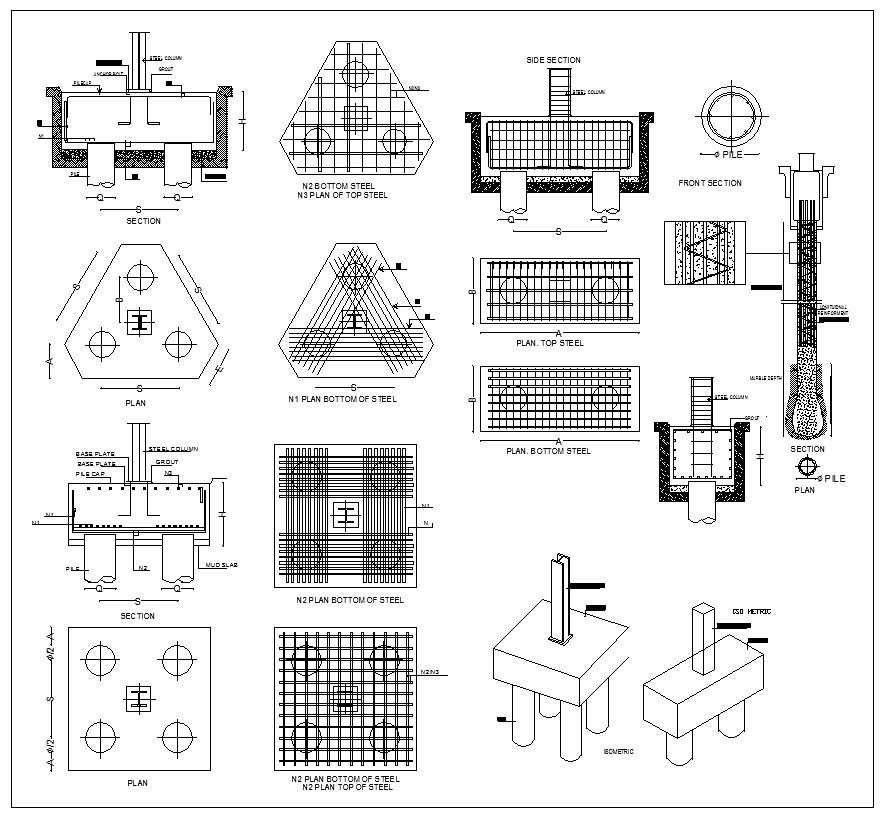 STEEL COLUMN
ANCHOR BOLT
GROUT
PILE CAP
H
PILE
Q
Q
S
SECTION
N2 BOTTOM STEEL
N3 PLAN OF TOP STEEL
SIDE SECTION
STEEL COLUMN
Q
Q
S
Ø PILE
FRONT SECTION
B
S
B
A
E
S
PLAN
S
N1 PLAN BOTTOM OF STEEL
B
A
PLAN. TOP STEEL
B
A
PLAN. BOTTOM STEEL
LONGITUDINAL
REINFORCEMENT
STEEL COLUMN
GROUT
H
SECTION
PLAN
Ø PILE
BASE PLATE
BASE PLATE
PILE CAP
STEEL COLUMN
GROUT
N3
N1
N1
H
PILE
N2
MUD SLAB
Q
Q
S
SECTION
N1
N
N2 PLAN BOTTOM OF STEEL
A
Ø/2
S
Ø/2
A
PLAN
N2/N3
N2 PLAN BOTTOM OF STEEL
N2 PLAN TOP OF STEEL
ISOMETRIC
ISO METRIC